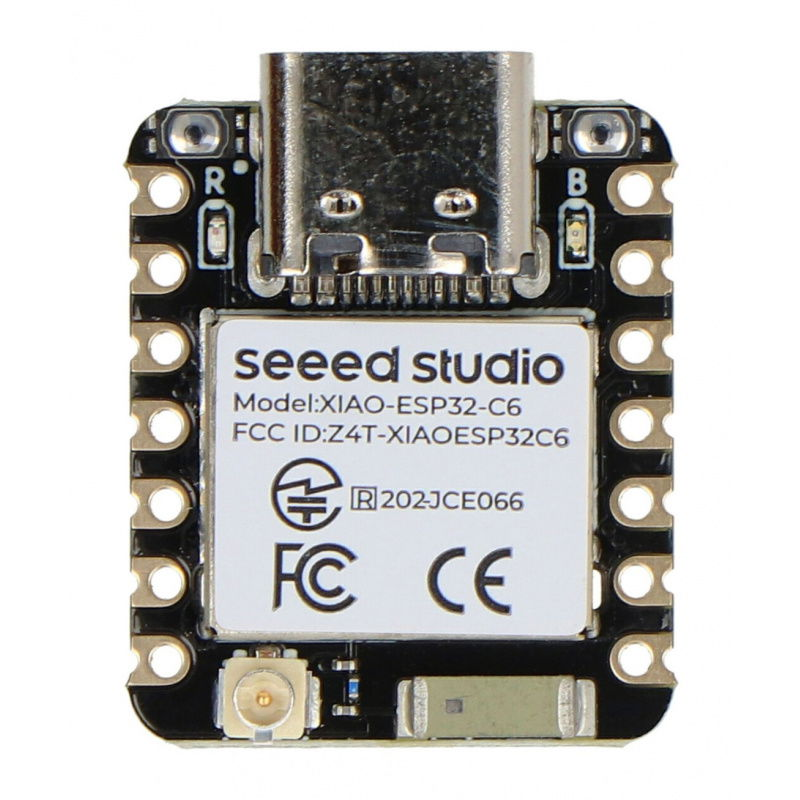 R B
seeed studio
Model:XIAO-ESP32-C6
FCC ID:Z4T-XIAOESP32C6
R 202-JCE066
FC CE